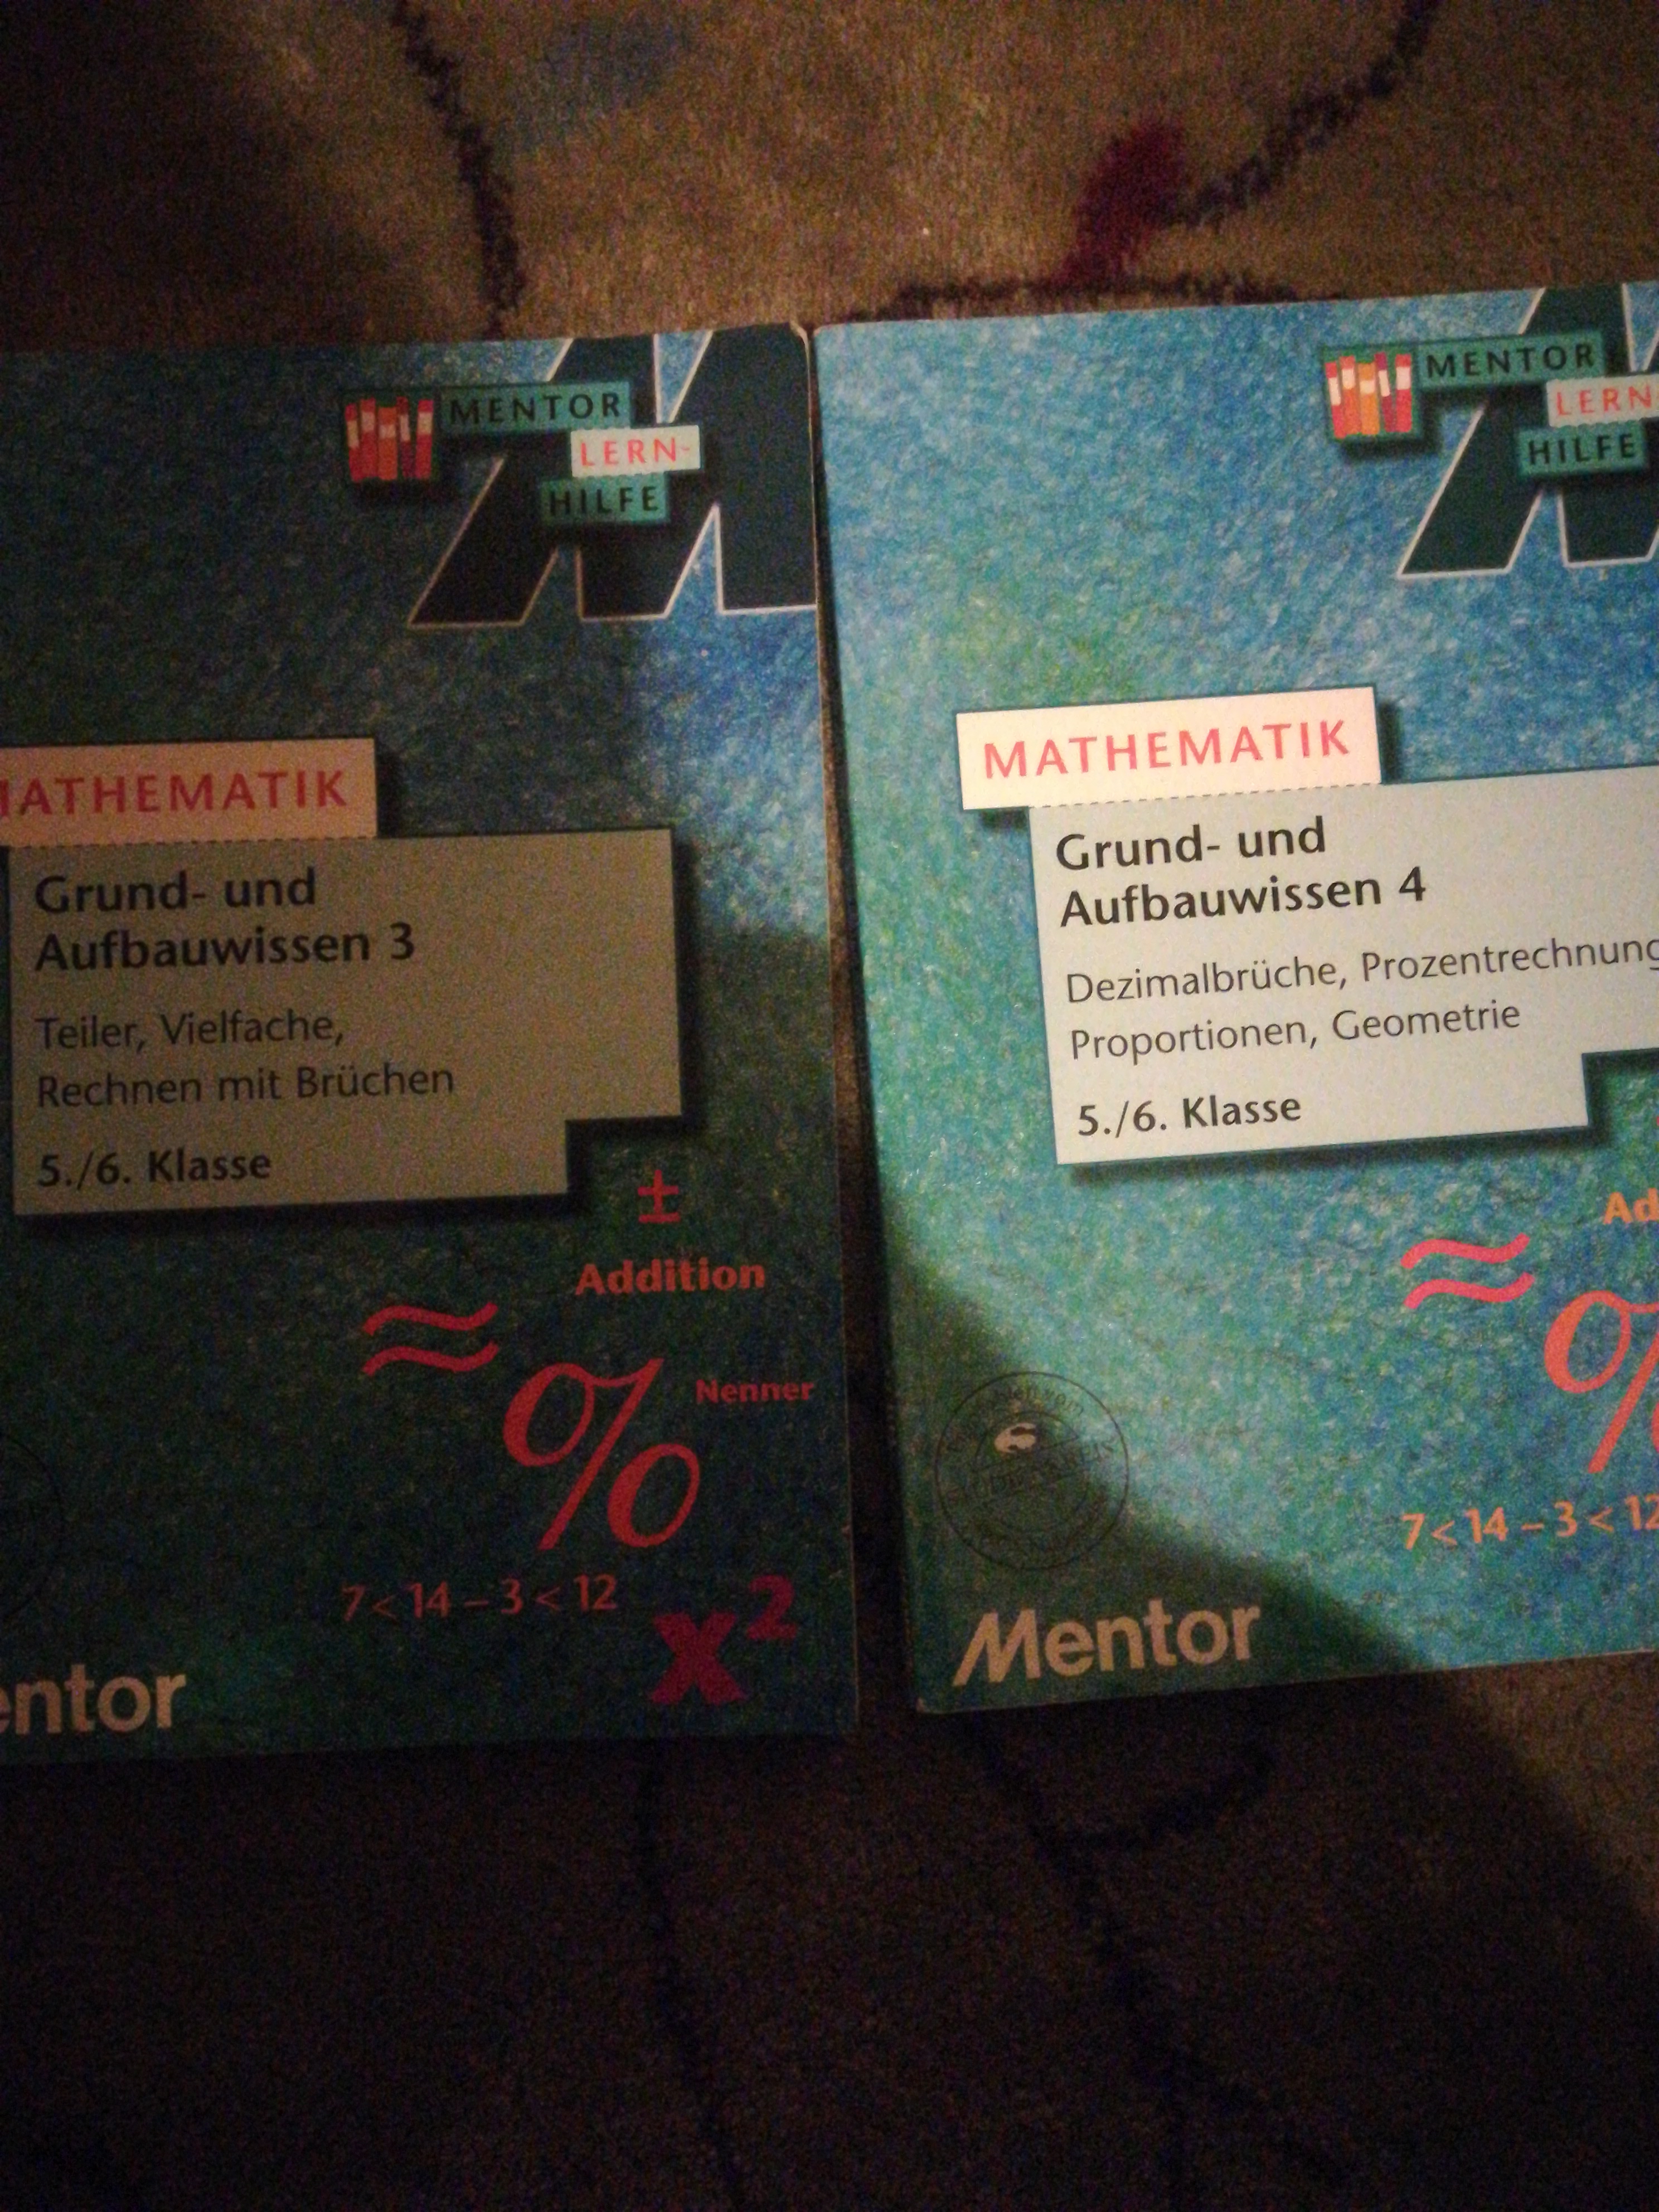 MENTOR
LERN-
HILFE
MATHEMATIK
Grund- und
Aufbauwissen 3
Teiler, Vielfache,
Rechnen mit Brüchen
5./6. Klasse
±
Addition
≈
%
Nenner
7 < 14 – 3 < 12
x²
entor
MENTOR
LERN-
HILFE
MATHEMATIK
Grund- und
Aufbauwissen 4
Dezimalbrüche, Prozentrechnung
Proportionen, Geometrie
5./6. Klasse
Ad
≈
%
7 < 14 – 3 < 12
Mentor